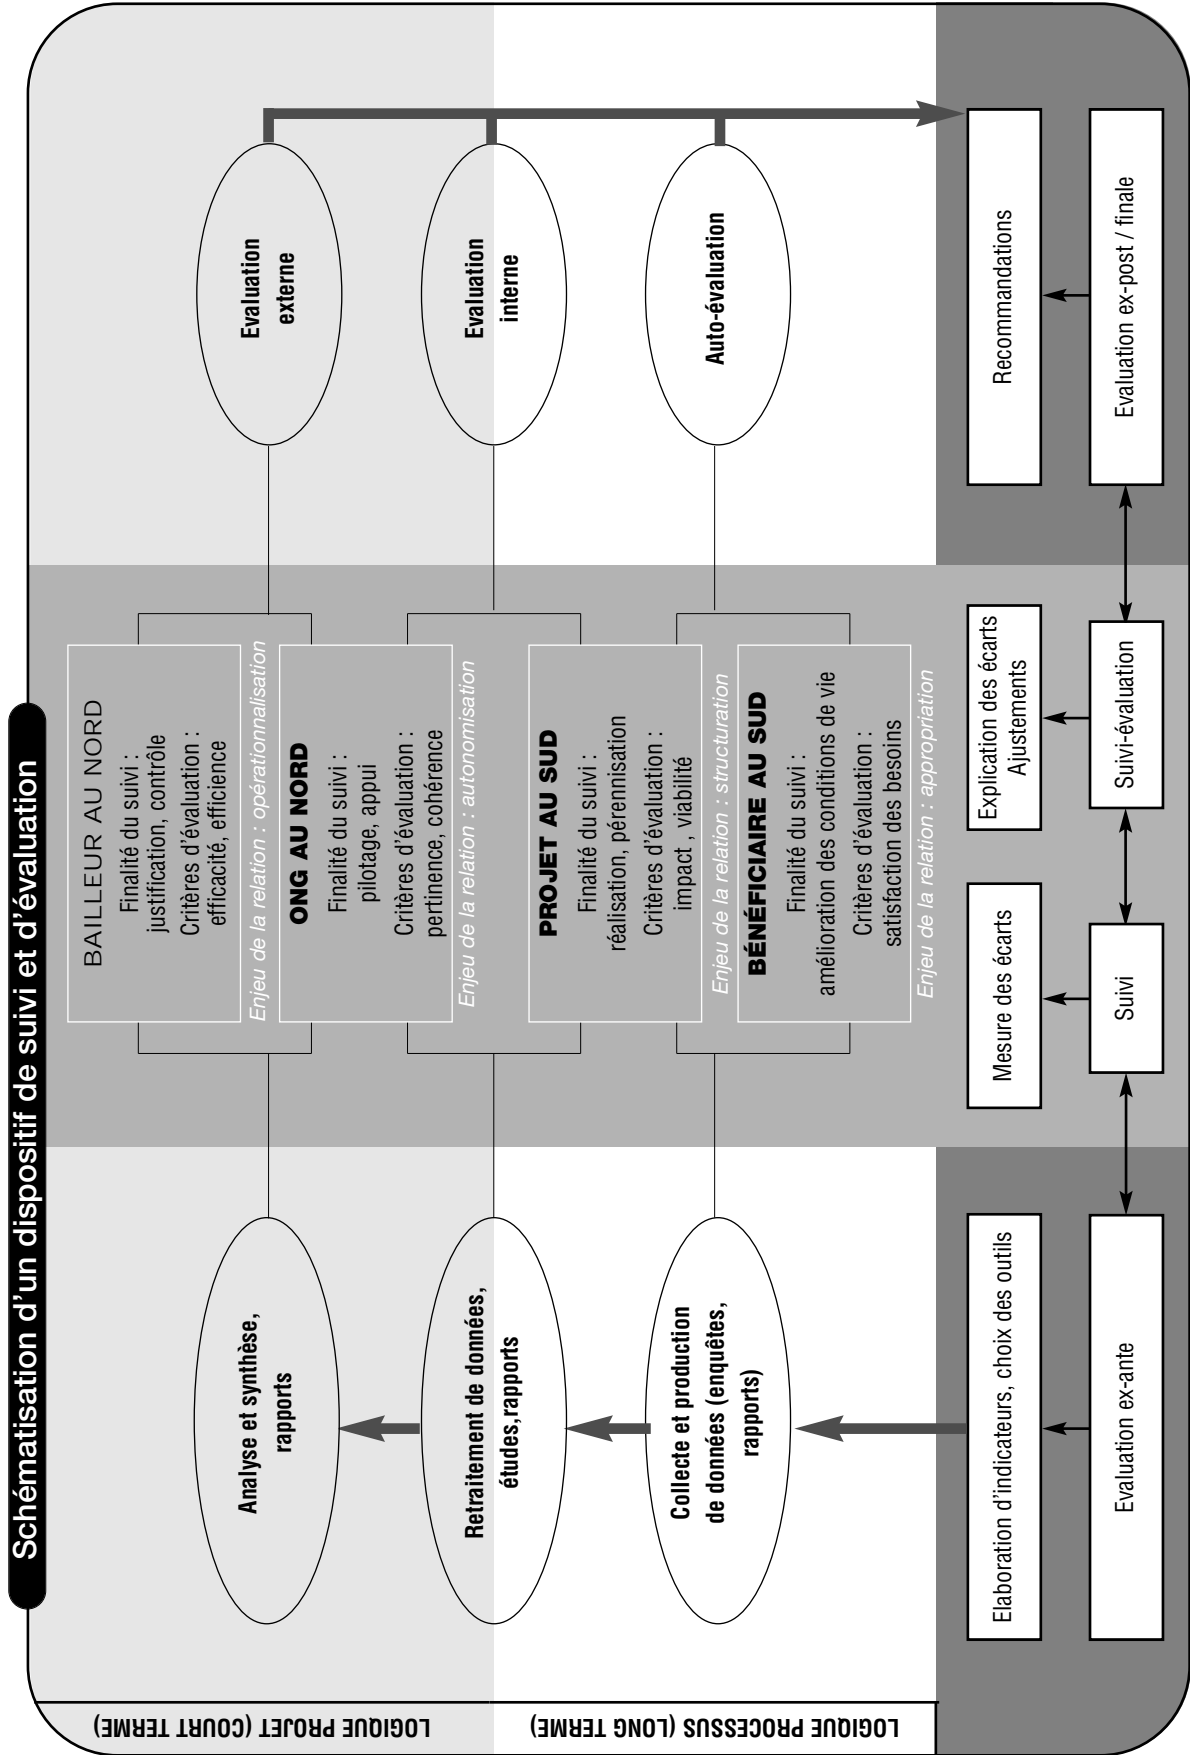 Schématisation d'un dispositif de suivi et d'évaluation
LOGIQUE PROJET (COURT TERME)
LOGIQUE PROCESSUS (LONG TERME)
Analyse et synthèse,
rapports
Retraitement de données,
études,rapports
Collecte et production
de données (enquêtes,
rapports)
BAILLEUR AU NORD
Finalité du suivi :
justification, contrôle
Critères d'évaluation :
efficacité, efficience
Enjeu de la relation : opérationnalisation
ONG AU NORD
Finalité du suivi :
pilotage, appui
Critères d'évaluation :
pertinence, cohérence
Enjeu de la relation : autonomisation
PROJET AU SUD
Finalité du suivi :
réalisation, pérennisation
Critères d'évaluation :
impact , viabilité
Enjeu de la relation : structuration
BÉNÉFICIAIRE AU SUD
Finalité du suivi :
amélioration des conditions de vie
Critères d'évaluation :
satisfaction des besoins
Enjeu de la relation : appropriation
Evaluation
externe
Evaluation
interne
Auto-évaluation
Elaboration d'indicateurs, choix des outils
Mesure des écarts
Explication des écarts
Ajustements
Recommandations
Evaluation ex-ante
Suivi
Suivi-évaluation
Evaluation ex-post / finale